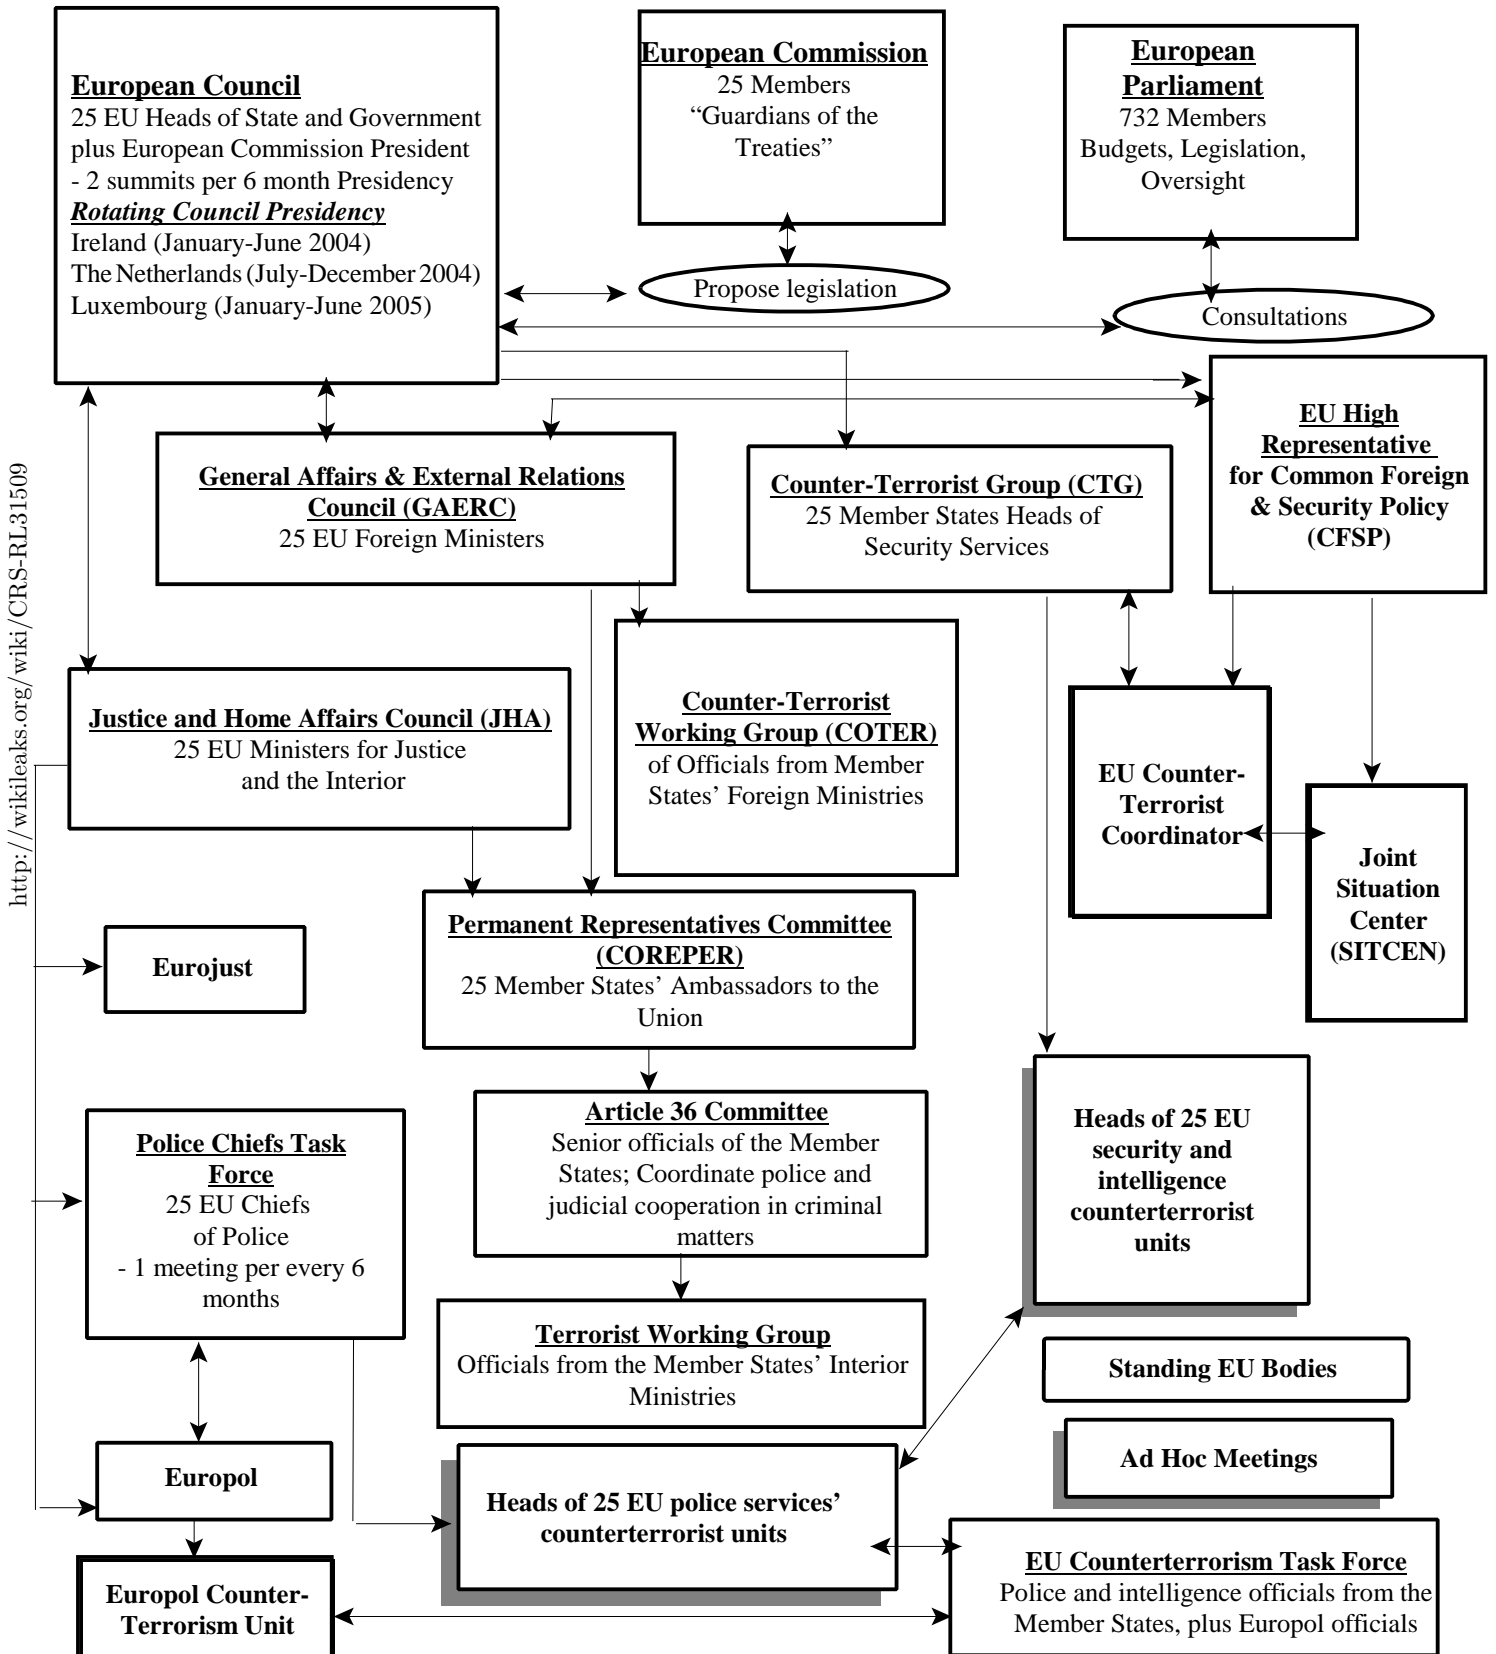 European Council
25 EU Heads of State and Government
plus European Commission President
- 2 summits per 6 month Presidency
Rotating Council Presidency
Ireland (January-June 2004)
The Netherlands (July-December 2004)
Luxembourg (January-June 2005)
European Commission
25 Members
“Guardians of the
Treaties”
European
Parliament
732 Members
Budgets, Legislation,
Oversight
Propose legislation
Consultations
EU High
Representative
for Common Foreign
& Security Policy
(CFSP)
General Affairs & External Relations
Council (GAERC)
25 EU Foreign Ministers
Counter-Terrorist Group (CTG)
25 Member States Heads of
Security Services
http://wikileaks.org/wiki/CRS-RL31509
Justice and Home Affairs Council (JHA)
25 EU Ministers for Justice
and the Interior
Counter-Terrorist
Working Group (COTER)
of Officials from Member
States’ Foreign Ministries
EU Counter-
Terrorist
Coordinator
Joint
Situation
Center
(SITCEN)
Permanent Representatives Committee
(COREPER)
25 Member States’ Ambassadors to the
Union
Eurojust
Article 36 Committee
Senior officials of the Member
States; Coordinate police and
judicial cooperation in criminal
matters
Heads of 25 EU
security and
intelligence
counterrorist
units
Police Chiefs Task
Force
25 EU Chiefs
of Police
- 1 meeting per every 6
months
Terrorist Working Group
Officials from the Member States’ Interior
Ministries
Standing EU Bodies
Ad Hoc Meetings
Europol
Heads of 25 EU police services’
counterterrorist units
EU Counterterrorism Task Force
Police and intelligence officials from the
Member States, plus Europol officials
Europol Counter-
Terrorism Unit